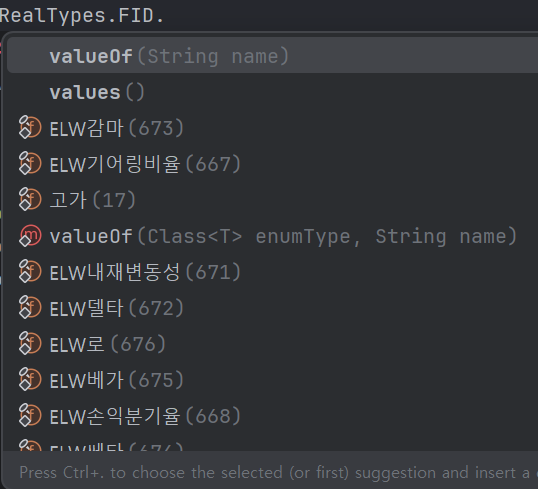 RealTypes.FID.
valueOf(String name)
values()
ELW감마(673)
ELW기어링비율(667)
고가(17)
valueOf(Class<T> enumType, String name)
ELW내재변동성(671)
ELW델타(672)
ELW로(676)
ELW베가(675)
ELW손익분기율(668)
Press Ctrl+. to choose the selected (or first) suggestion and insert a